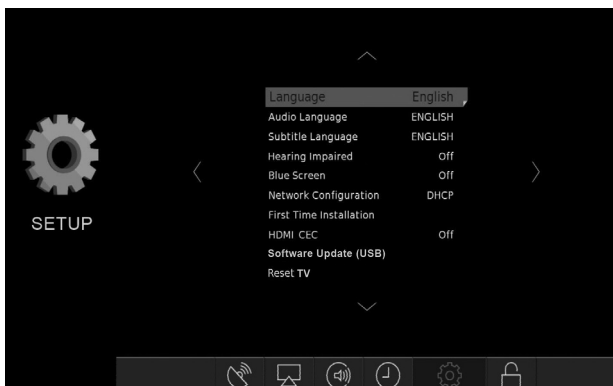 SETUP
Language English
Audio Language ENGLISH
Subtitle Language ENGLISH
Hearing Impaired Off
Blue Screen Off
Network Configuration DHCP
First Time Installation
HDMI CEC Off
Software Update (USB)
Reset TV